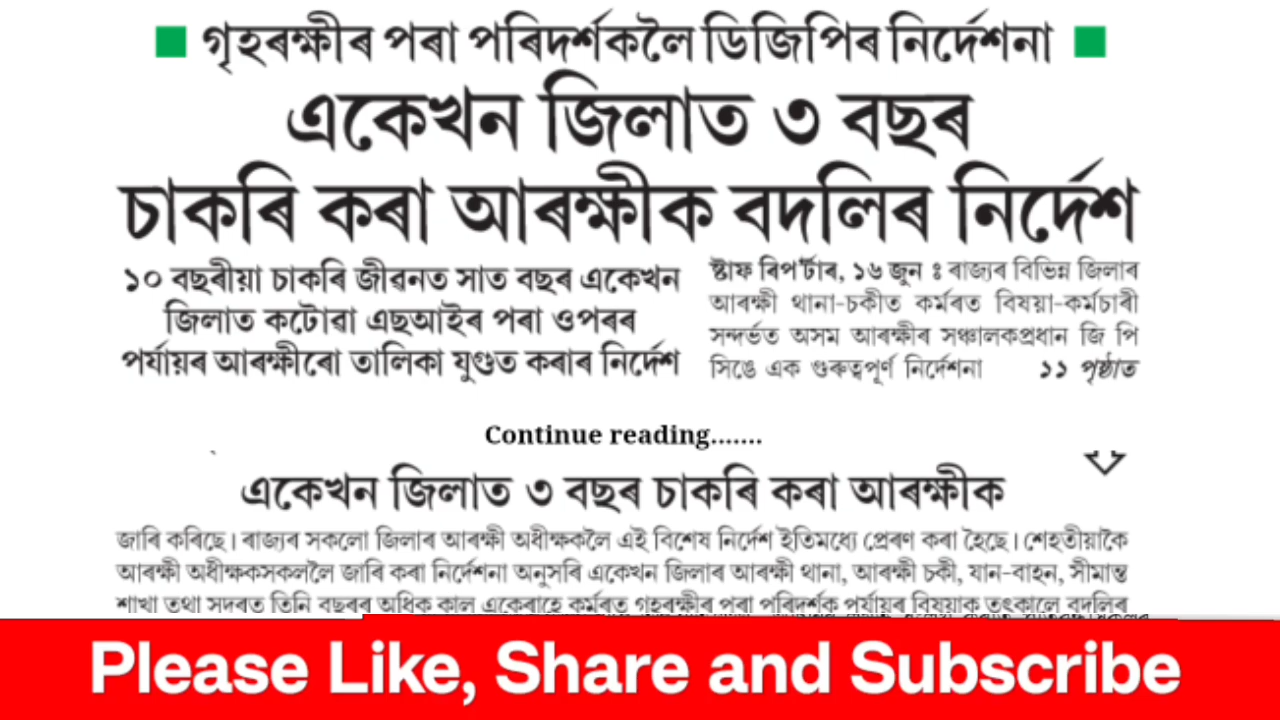 গৃহৰক্ষীৰ পৰা পৰিদৰ্শকলৈ ডিজিপিৰ নিৰ্দেশনা
একেখন জিলাত ৩ বছৰ
চাকৰি কৰা আৰক্ষীক বদলিৰ নিৰ্দেশ
১০ বছৰীয়া চাকৰি জীৱনত সাত বছৰ একেখন
জিলাত কটোৱা এছআইৰ পৰা ওপৰৰ
পৰ্যায়ৰ আৰক্ষীৰো তালিকা যুগুত কৰাৰ নিৰ্দেশ
ষ্টাফ ৰিপৰ্টাৰ, ১৬ জুন ঃ ৰাজ্যৰ বিভিন্ন জিলাৰ
আৰক্ষী থানা-চকীত কৰ্মৰত বিষয়া-কৰ্মচাৰী
সন্দৰ্ভত অসম আৰক্ষীৰ সঞ্চালকপ্ৰধান জি পি
সিঙে এক গুৰুত্বপূৰ্ণ নিৰ্দেশনা ১১ পৃষ্ঠাত
Continue reading.......
একেখন জিলাত ৩ বছৰ চাকৰি কৰা আৰক্ষীক
জাৰি কৰিছে। ৰাজ্যৰ সকলো জিলাৰ আৰক্ষী অধীক্ষকলৈ এই বিশেষ নিৰ্দেশ ইতিমধ্যে প্ৰেৰণ কৰা হৈছে। শেহতীয়াকৈ
আৰক্ষী অধীক্ষকসকললৈ জাৰি কৰা নিৰ্দেশনা অনুসৰি একেখন জিলাৰ আৰক্ষী থানা, আৰক্ষী চকী, যান-বাহন, সীমান্ত
শাখা তথা সদৰত তিনি বছৰৰ অধিক কাল একেৰাহে কৰ্মৰত গৃহৰক্ষীৰ পৰা পৰিদৰ্শক পৰ্যায়ৰ বিষয়াক তৎকালে বদলিৰ
Please Like, Share and Subscribe